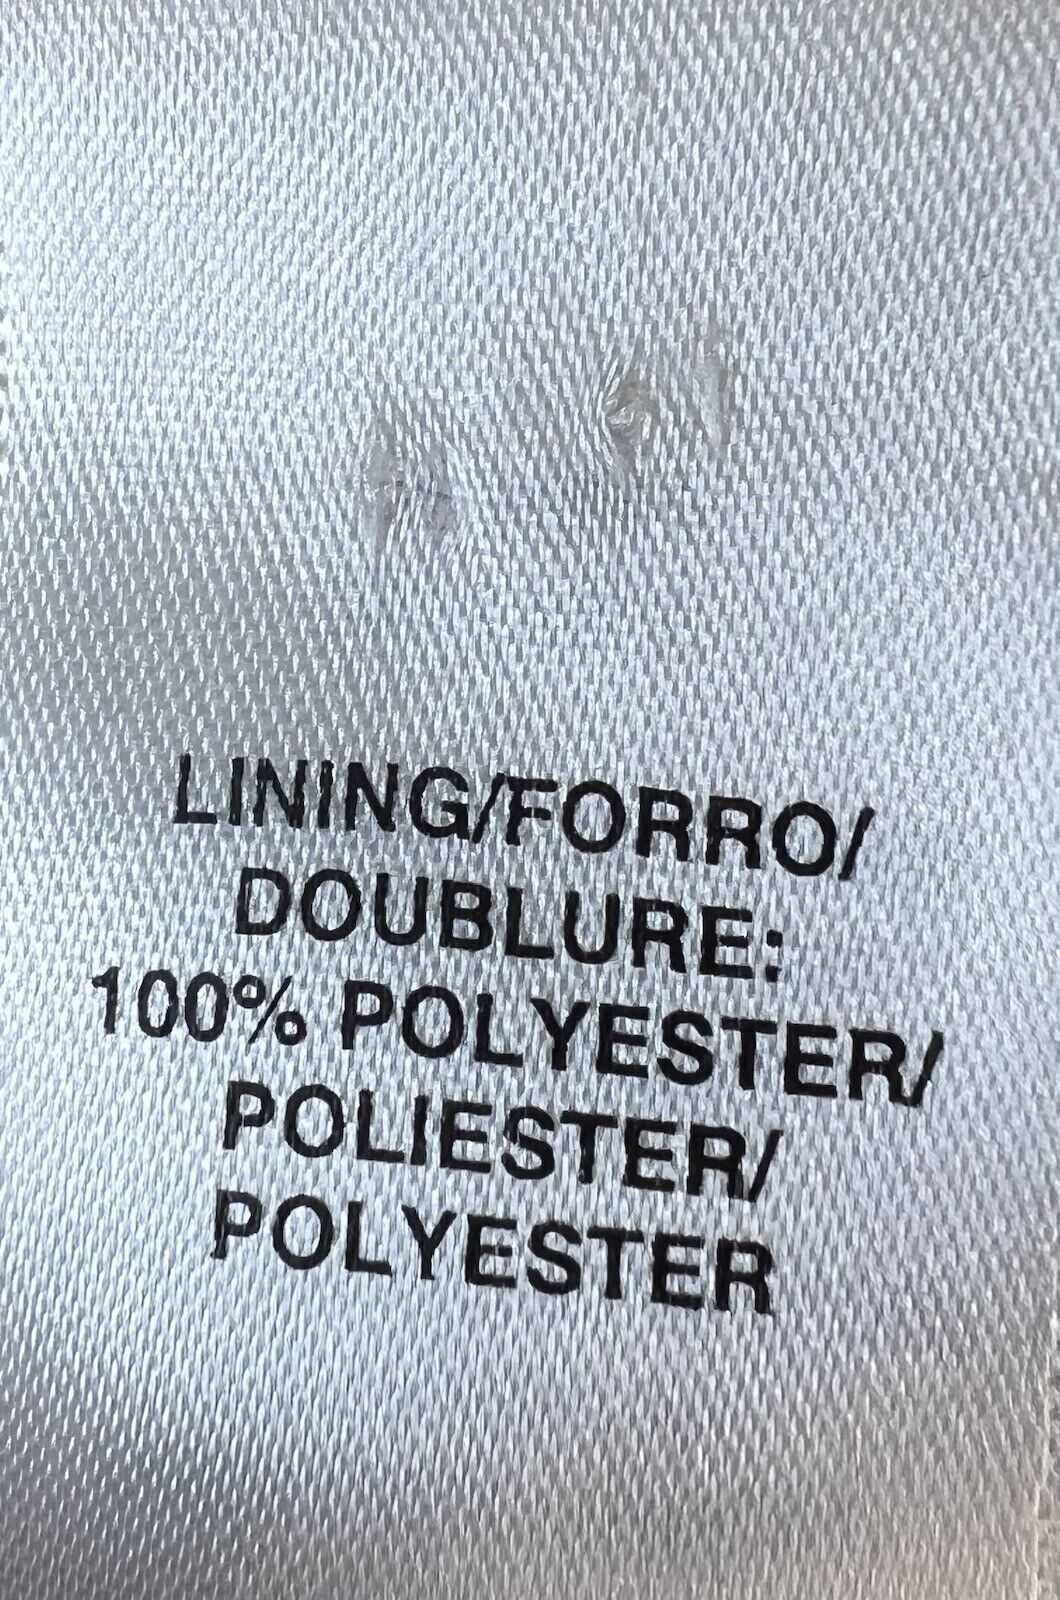 LINING/FORRO/
DOUBLURE:
100% POLYESTER/
POLIESTER/
POLYESTER